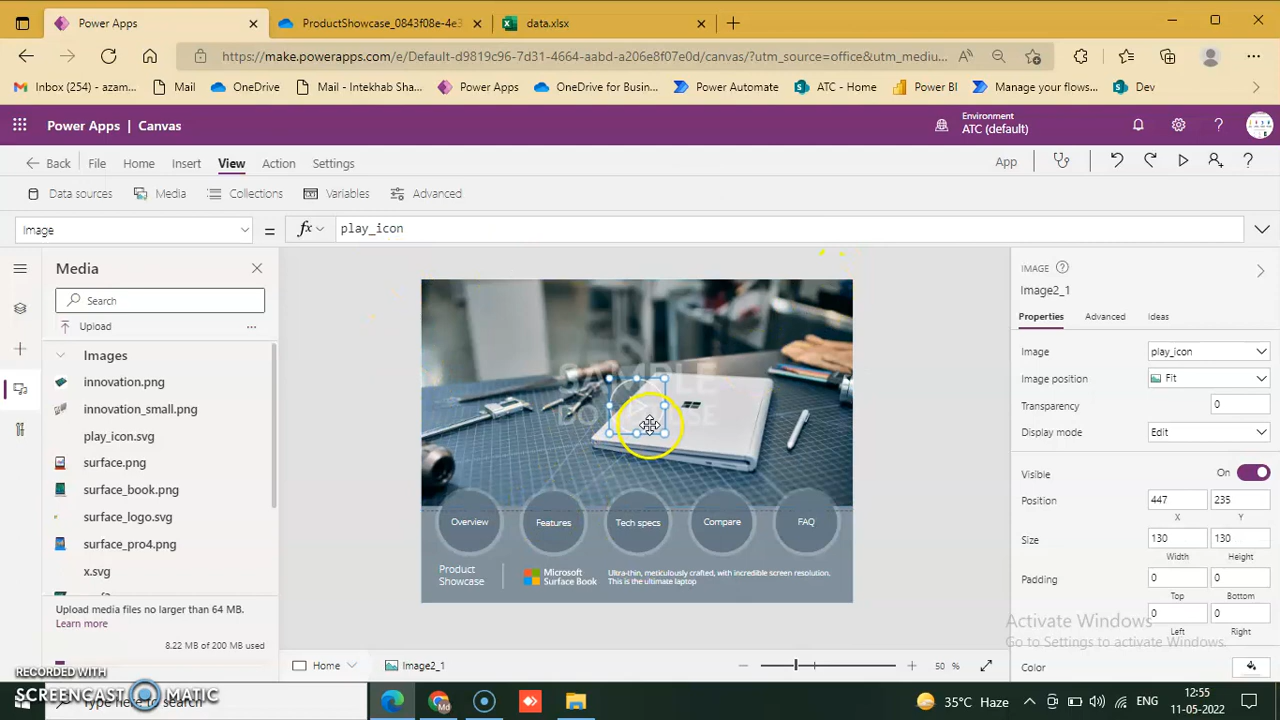 Power Apps
ProductShowcase_0843f08e-4e3
data.xlsx
https://make.powerapps.com/e/Default-d9819c96-7d31-4664-aabd-a206e8f07e0d/canvas/?utm_source=office&utm_mediu...
Inbox (254) - azam...
Mail
OneDrive
Mail - Intekhab Sha...
Power Apps
OneDrive for Busin...
Power Automate
ATC - Home
Power BI
Manage your flows...
Dev
Power Apps | Canvas
Environment
ATC (default)
Back
File
Home
Insert
View
Action
Settings
App
Data sources
Media
Collections
Variables
Advanced
Image
=
fx
play_icon
Media
Search
Upload
...
Images
innovation.png
innovation_small.png
play_icon.svg
surface.png
surface_book.png
surface_logo.svg
surface_pro4.png
x.svg
Upload media files no larger than 64 MB.
Learn more
8.22 MB of 200 MB used
SAMPLE
Overview
Features
Tech specs
Compare
FAQ
Product
Showcase
Microsoft
Surface Book
Ultra-thin, meticulously crafted, with incredible screen resolution.
This is the ultimate laptop
IMAGE
Image2_1
Properties
Advanced
Ideas
Image
play_icon
Image position
Fit
Transparency
0
Display mode
Edit
Visible
On
Position
447
235
X
Y
Size
130
130
Width
Height
Padding
0
0
Top
Bottom
0
0
Left
Right
Color
Activate Windows
Go to Settings to activate Windows.
Home
Image2_1
50 %
RECORDED WITH
SCREENCAST MATIC
Type here to search
35°C Haze
ENG
12:55
11-05-2022